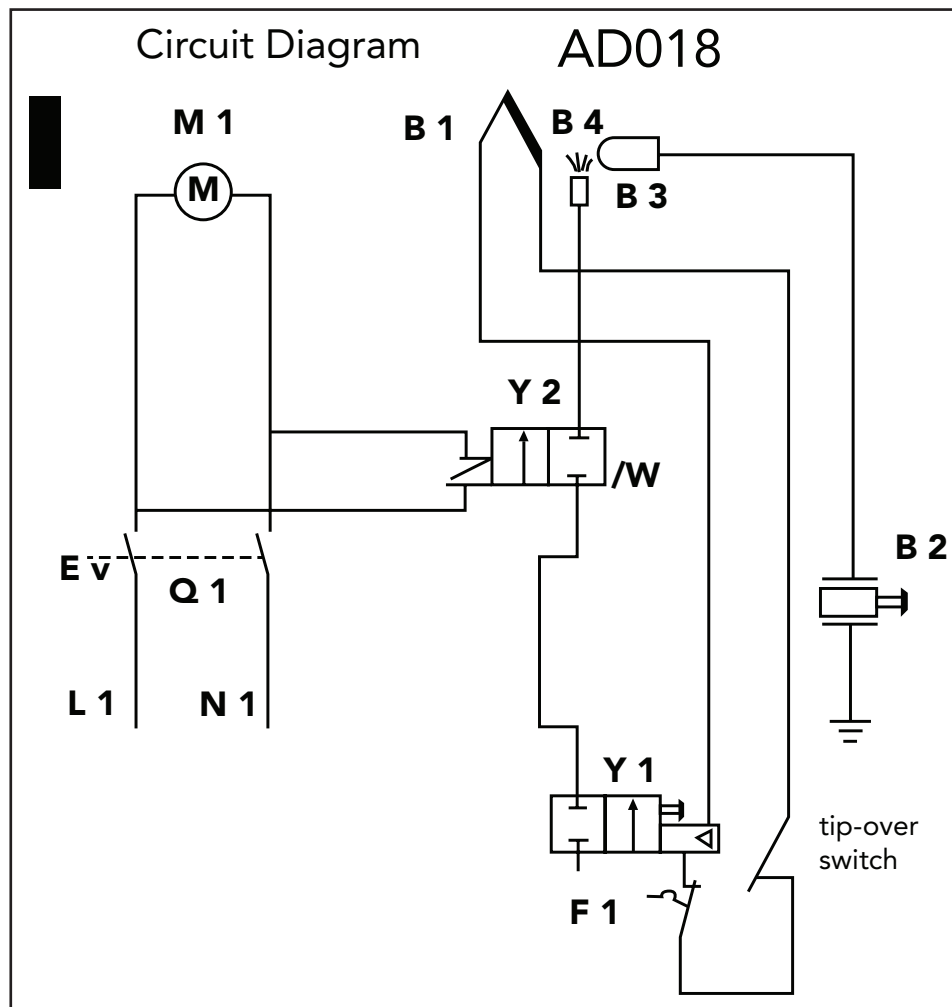 Circuit Diagram AD018
M 1
B 1
B 4
M
B 3
Y 2
/W
B 2
E v
Q 1
L 1
N 1
Y 1
tip-over
switch
F 1